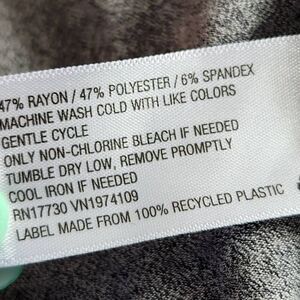 47% RAYON / 47% POLYESTER / 6% SPANDEX
MACHINE WASH COLD WITH LIKE COLORS
GENTLE CYCLE
ONLY NON-CHLORINE BLEACH IF NEEDED
TUMBLE DRY LOW, REMOVE PROMPTLY
COOL IRON IF NEEDED
RN17730 VN1974109
LABEL MADE FROM 100% RECYCLED PLASTIC